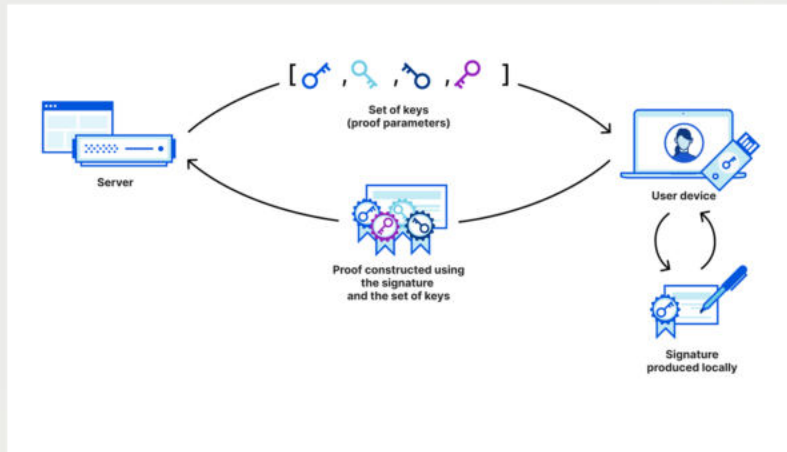 [ , , , ]
Set of keys
(proof parameters)
Server
User device
Proof constructed using
the signature
and the set of keys
Signature
produced locally